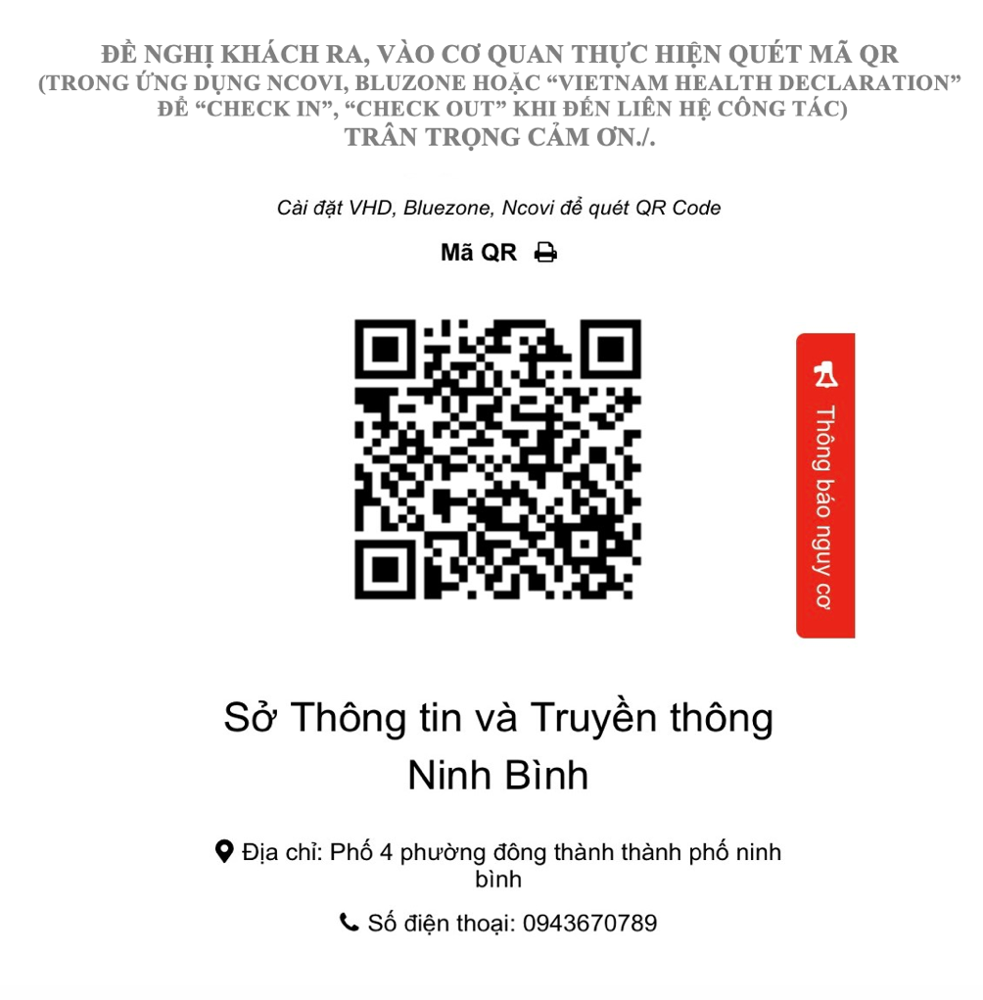 ĐỀ NGHỊ KHÁCH RA, VÀO CƠ QUAN THỰC HIỆN QUÉT MÃ QR
(TRONG ỨNG DỤNG NCOVI, BLUZONE HOẶC “VIETNAM HEALTH DECLARATION”
ĐỂ “CHECK IN”, “CHECK OUT” KHI ĐẾN LIÊN HỆ CÔNG TÁC)
TRÂN TRỌNG CẢM ƠN./.
Cài đặt VHD, Bluezone, Ncovi để quét QR Code
Mã QR
Thông báo nguy cơ
Sở Thông tin và Truyền thông
Ninh Bình
Địa chỉ: Phố 4 phường đông thành thành phố ninh
bình
Số điện thoại: 0943670789